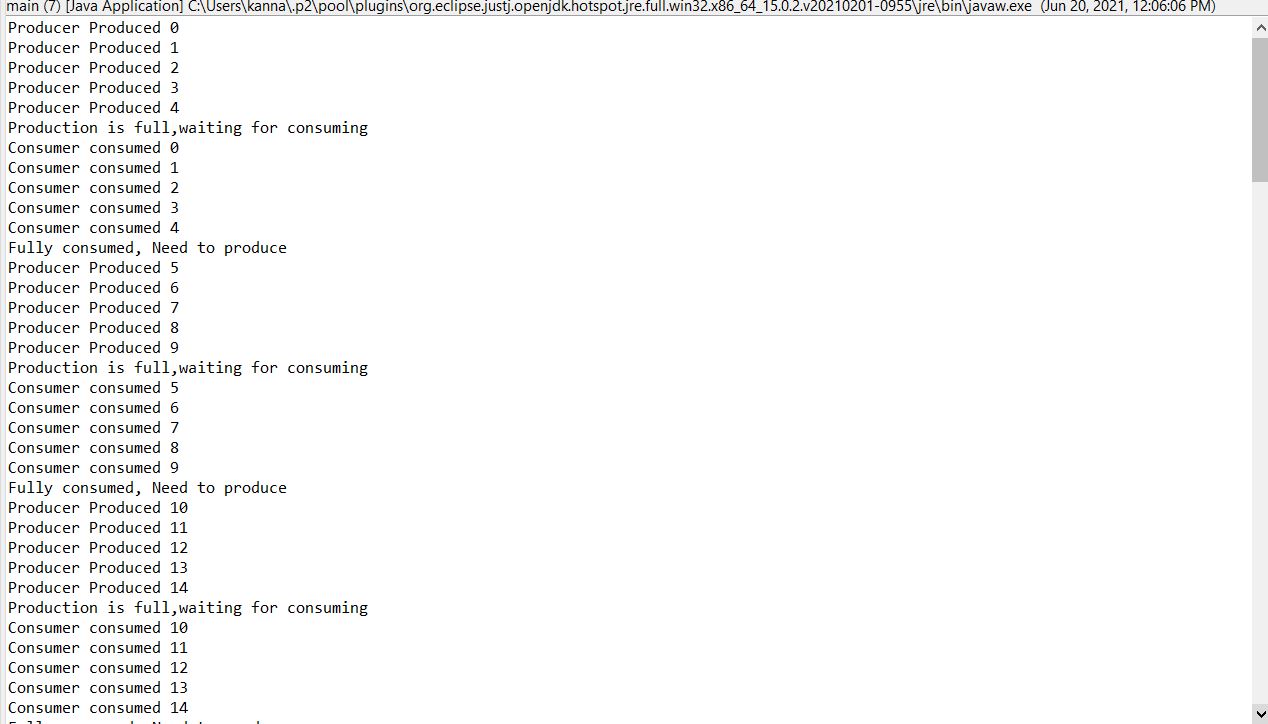 main (7) [Java Application] C:\Users\kanna\.p2\pool\plugins\org.eclipse.justj.openjdk.hotspot.jre.full.win32.x86_64_15.0.2.v20210201-0955\jre\bin\javaw.exe (Jun 20, 2021, 12:06:06 PM)
Producer Produced 0
Producer Produced 1
Producer Produced 2
Producer Produced 3
Producer Produced 4
Production is full,waiting for consuming
Consumer consumed 0
Consumer consumed 1
Consumer consumed 2
Consumer consumed 3
Consumer consumed 4
Fully consumed, Need to produce
Producer Produced 5
Producer Produced 6
Producer Produced 7
Producer Produced 8
Producer Produced 9
Production is full,waiting for consuming
Consumer consumed 5
Consumer consumed 6
Consumer consumed 7
Consumer consumed 8
Consumer consumed 9
Fully consumed, Need to produce
Producer Produced 10
Producer Produced 11
Producer Produced 12
Producer Produced 13
Producer Produced 14
Production is full,waiting for consuming
Consumer consumed 10
Consumer consumed 11
Consumer consumed 12
Consumer consumed 13
Consumer consumed 14